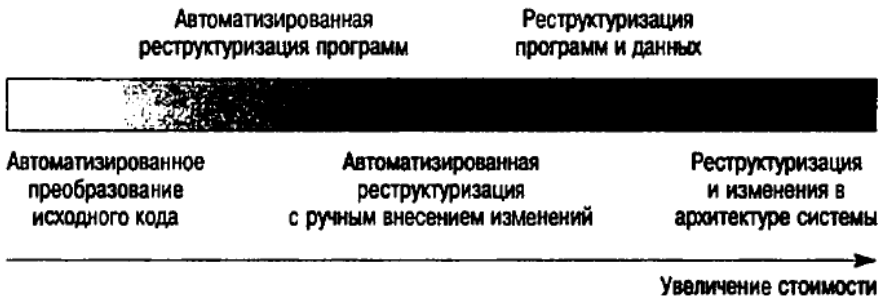 Автоматизированная
реструктуризация программ
Реструктуризация
программ и данных
Автоматизированное
преобразование
исходного кода
Автоматизированная
реструктуризация
с ручным внесением изменений
Реструктуризация
и изменения в
архитектуре системы
Увеличение стоимости